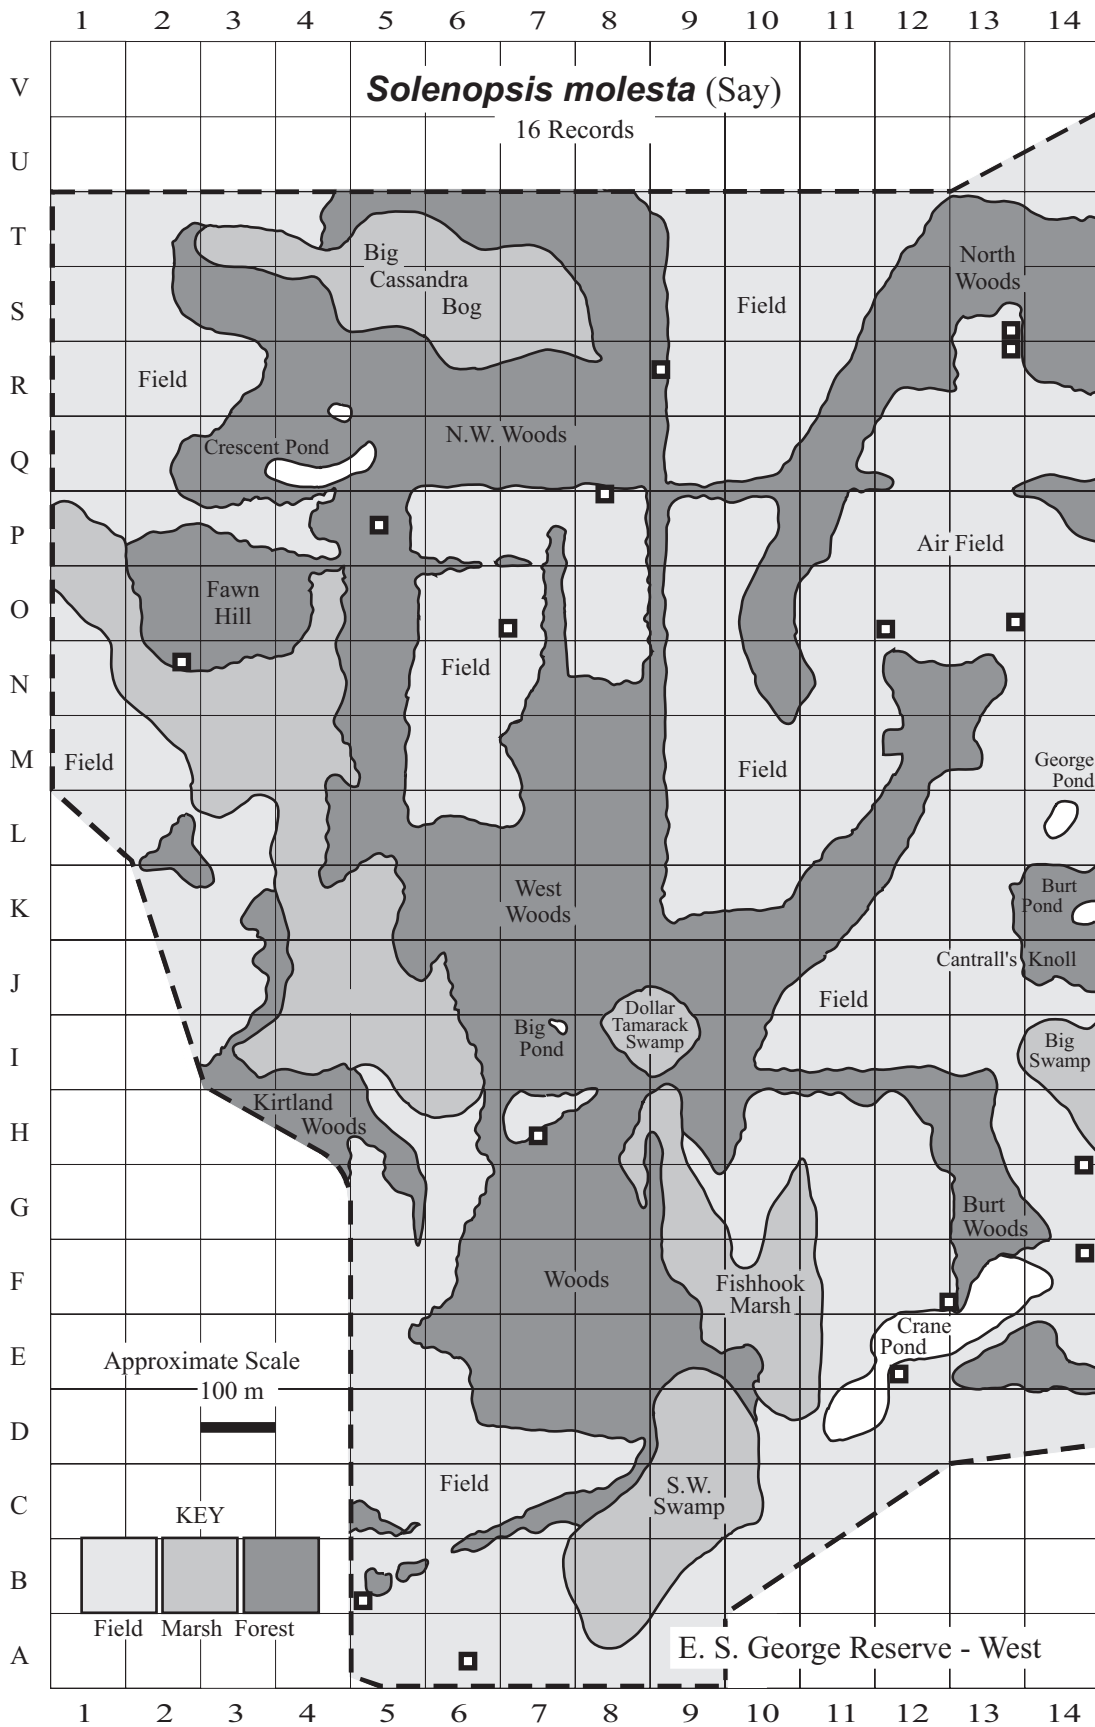 1 2 3 4 5 6 7 8 9 10 11 12 13 14
V
Solenopsis molesta (Say)
16 Records
U
T
Big
Cassandra
Bog
North
Woods
S
Field
R
Field
N.W. Woods
Crescent Pond
Q
P
Air Field
O
Fawn
Hill
N
Field
M
Field
Field
George
Pond
L
K
West
Woods
Burt
Pond
Cantrall's Knoll
J
Field
Dollar
Tamarack
Swamp
Big
Pond
I
Big
Swamp
Kirtland
Woods
H
G
Burt
Woods
F
Woods
Fishhook
Marsh
Crane
Pond
E
Approximate Scale
100 m
D
Field
S.W.
Swamp
C
KEY
B
Field Marsh Forest
A
E. S. George Reserve - West
1 2 3 4 5 6 7 8 9 10 11 12 13 14